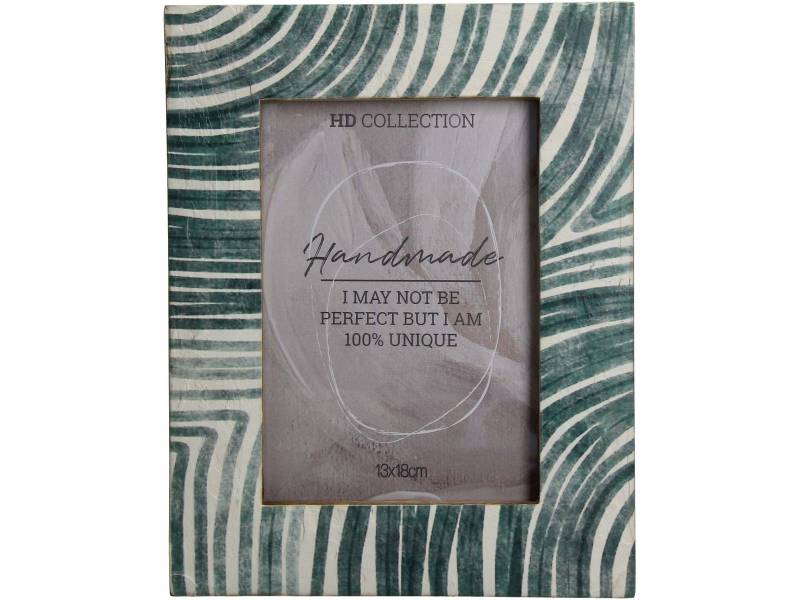 HD COLLECTION
Handmade
I MAY NOT BE
PERFECT BUT I AM
100% UNIQUE
13x18cm